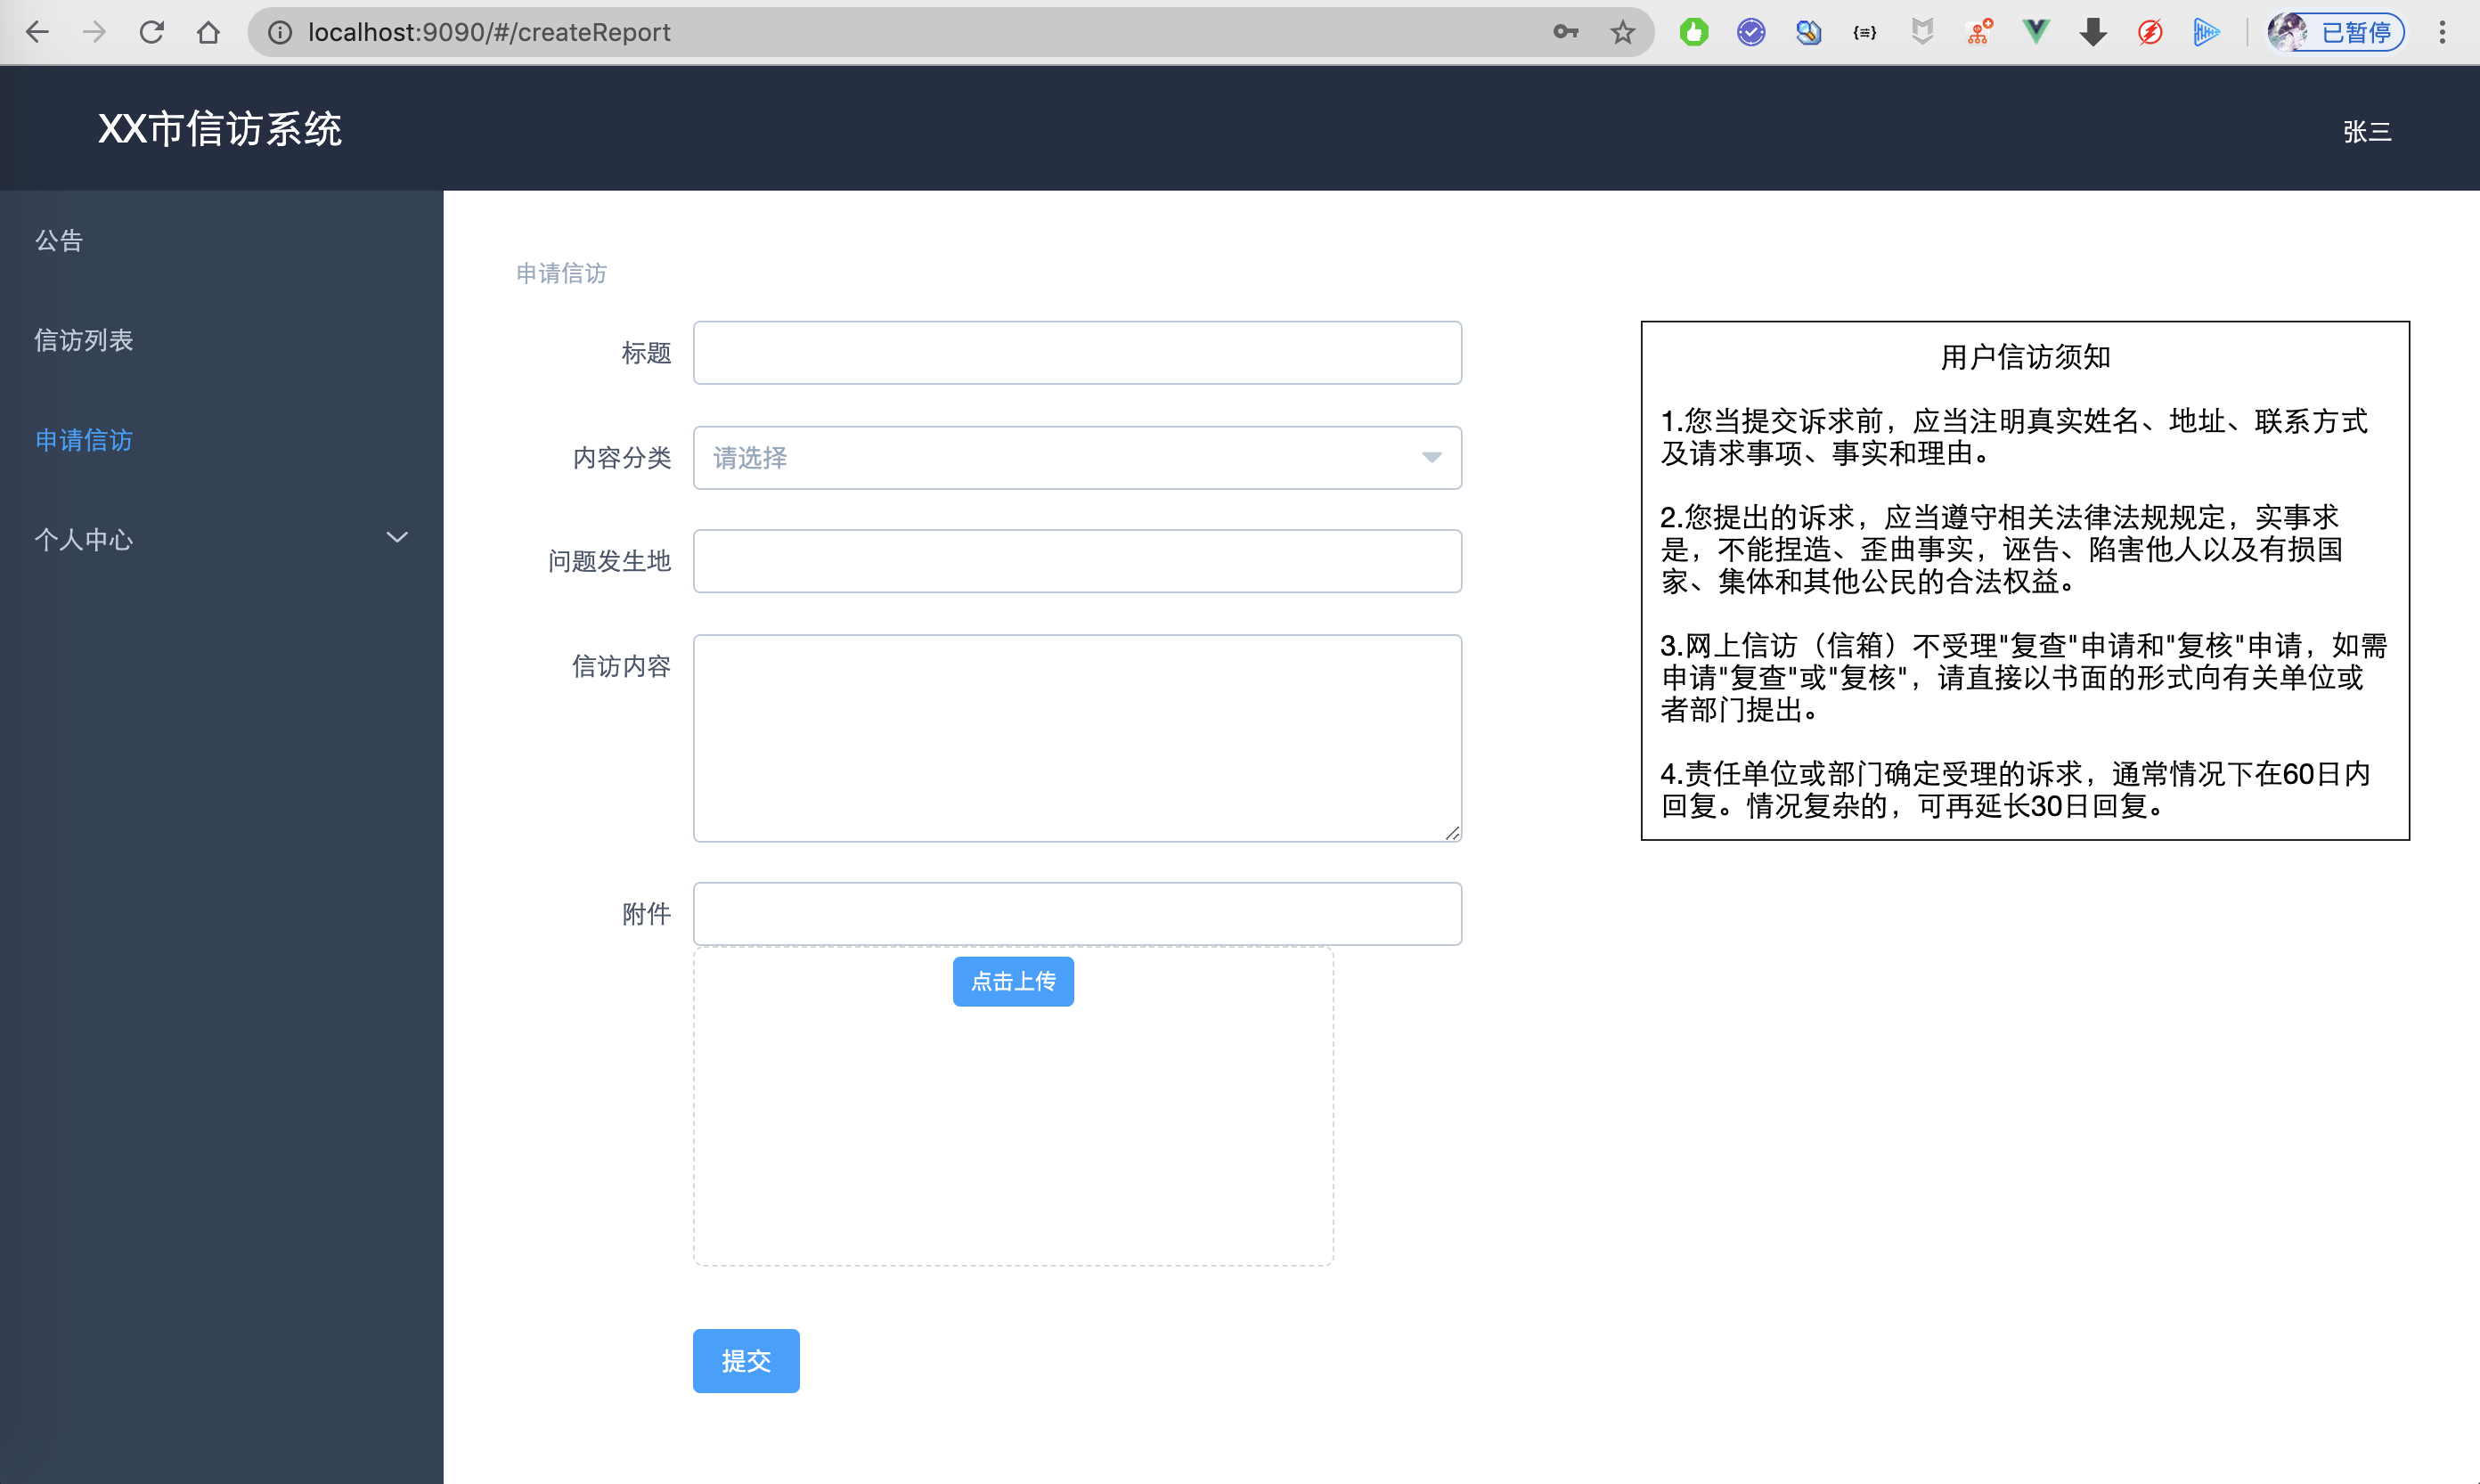 localhost:9090/#/createReport
已暂停
XX市信访系统
张三
公告
信访列表
申请信访
个人中心
申请信访
标题
内容分类
请选择
问题发生地
信访内容
附件
点击上传
提交
用户信访须知
1.您当提交诉求前，应当注明真实姓名、地址、联系方式
及请求事项、事实和理由。
2.您提出的诉求，应当遵守相关法律法规规定，实事求
是，不能捏造、歪曲事实，诬告、陷害他人以及有损国
家、集体和其他公民的合法权益。
3.网上信访（信箱）不受理"复查"申请和"复核"申请，如需
申请"复查"或"复核"，请直接以书面的形式向有关单位或
者部门提出。
4.责任单位或部门确定受理的诉求，通常情况下在60日内
回复。情况复杂的，可再延长30日回复。